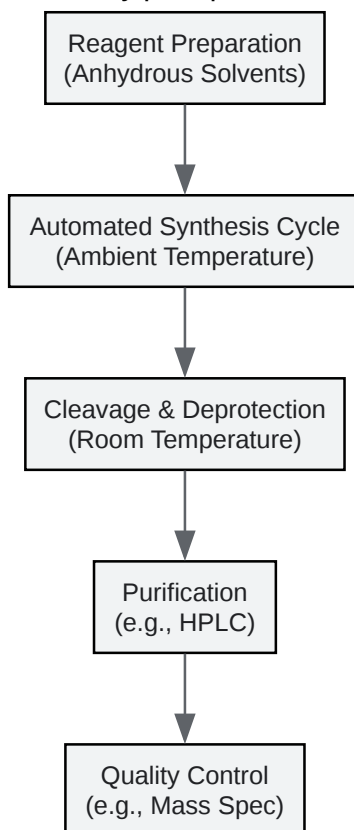 Reagent Preparation
(Anhydrous Solvents)
Automated Synthesis Cycle
(Ambient Temperature)
Cleavage & Deprotection
(Room Temperature)
Purification
(e.g., HPLC)
Quality Control
(e.g., Mass Spec)